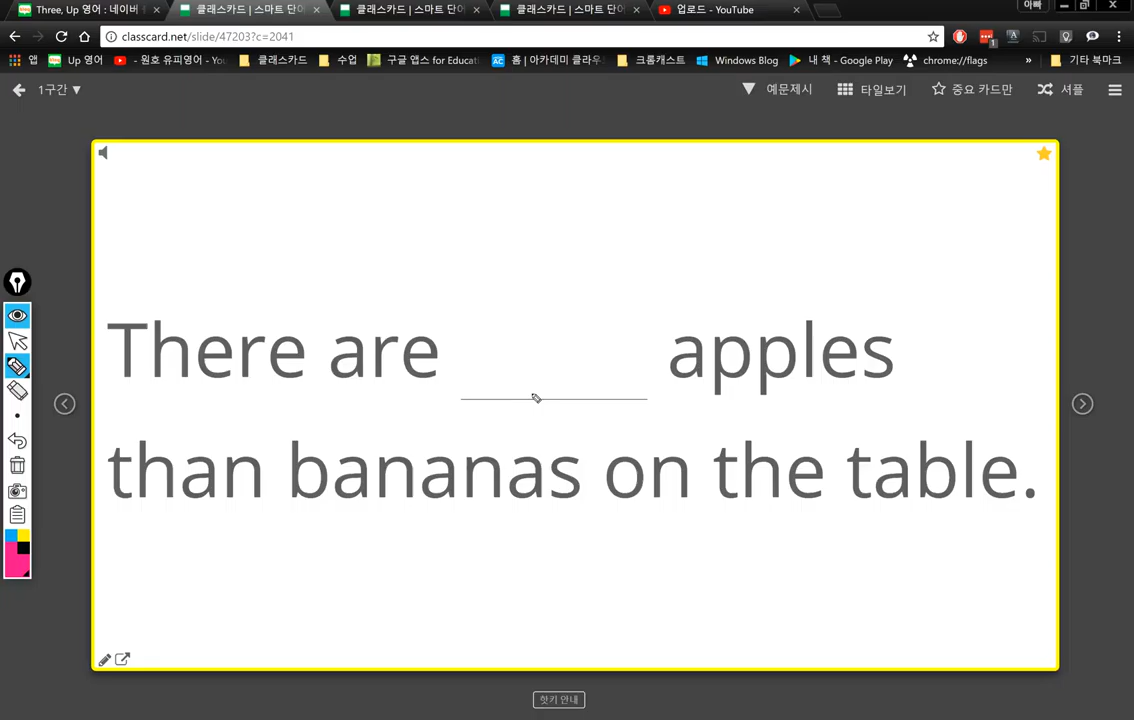 Three, Up 영어 : 네이버
클래스카드 | 스마트 단어
클래스카드 | 스마트 단어
클래스카드 | 스마트 단어
업로드 - YouTube
아빠
classcard.net/slide/47203?c=2041
1
앱
Up 영어
- 원호 유피영어 - You
클래스카드
수업
구글 앱스 for Educati
홈 | 아카데미 클라우
크롬캐스트
Windows Blog
내 책 - Google Play
chrome://flags
»
기타 북마크
1구간 ▼
▼ 예문제시
타일보기
중요 카드만
셔플
There are ______ apples
than bananas on the table.
핫키 안내